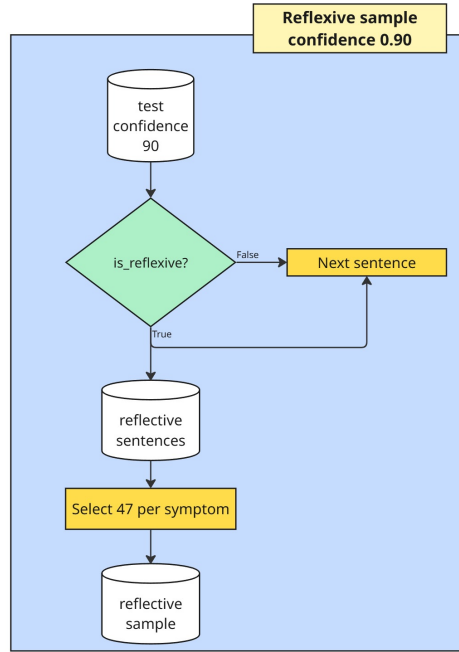 Reflexive sample
confidence 0.90
test
confidence
90
is_reflexive?
False
Next sentence
True
reflective
sentences
Select 47 per symptom
reflective
sample